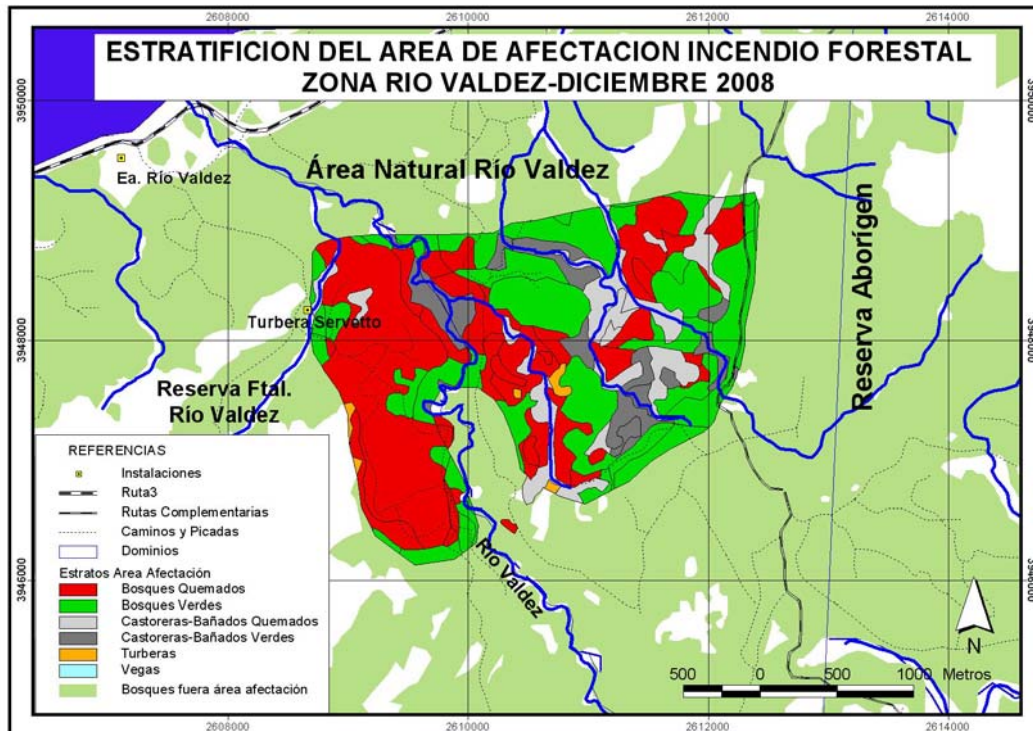 2608000 2610000 2612000 2614000
ESTRATIFICION DEL AREA DE AFECTACION INCENDIO FORESTAL
ZONA RIO VALDEZ-DICIEMBRE 2008
3950000 3950000
Ea. Río Valdez
Área Natural Río Valdez
Reserva Aborígen
Turbera Servetto
3948000 3948000
Reserva Ftal.
Río Valdez
Río Valdez
3946000 3946000
REFERENCIAS
Instalaciones
Ruta3
Rutas Complementarias
Caminos y Picadas
Dominios
Estratos Area Afectación
Bosques Quemados
Bosques Verdes
Castoreras-Bañados Quemados
Castoreras-Bañados Verdes
Turberas
Vegas
Bosques fuera área afectación
N
500 0 500 1000 Metros
2608000 2610000 2612000 2614000